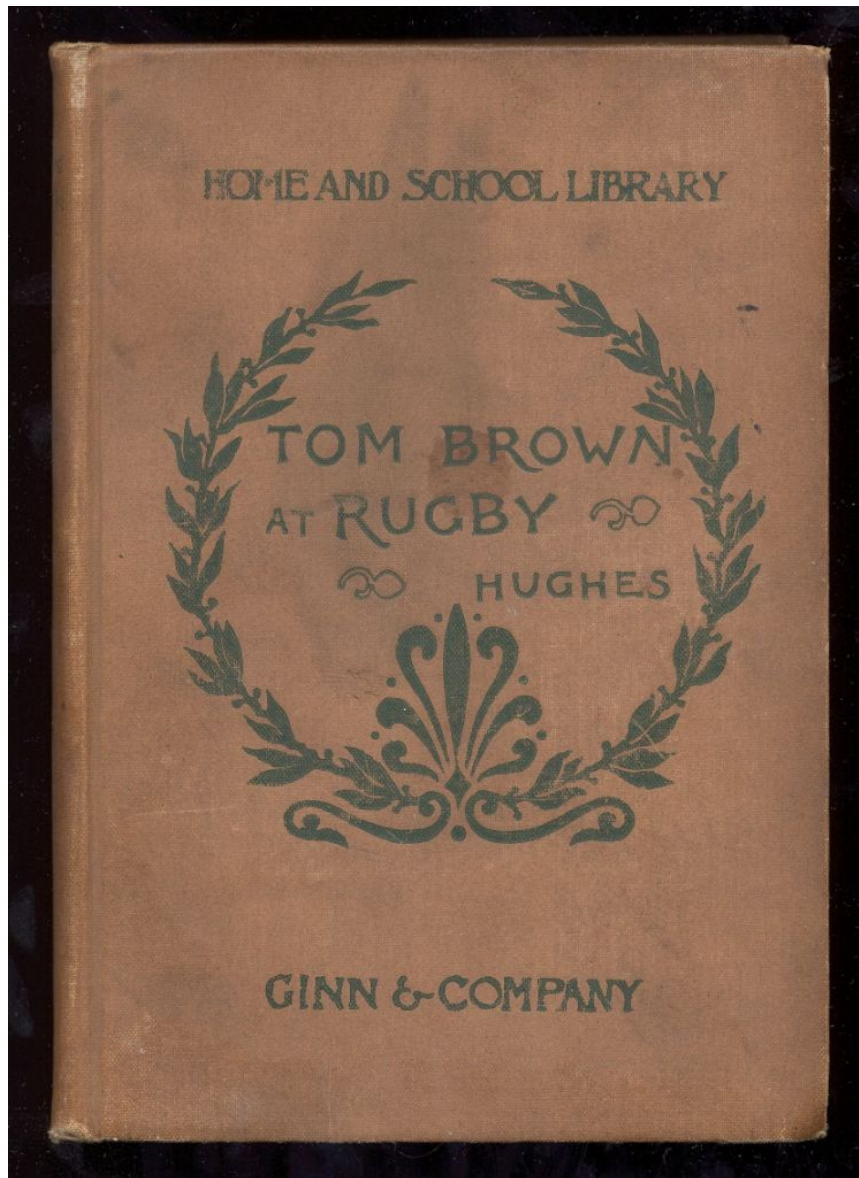 HOME AND SCHOOL LIBRARY
TOM BROWN
AT RUGBY
HUGHES
GINN & COMPANY